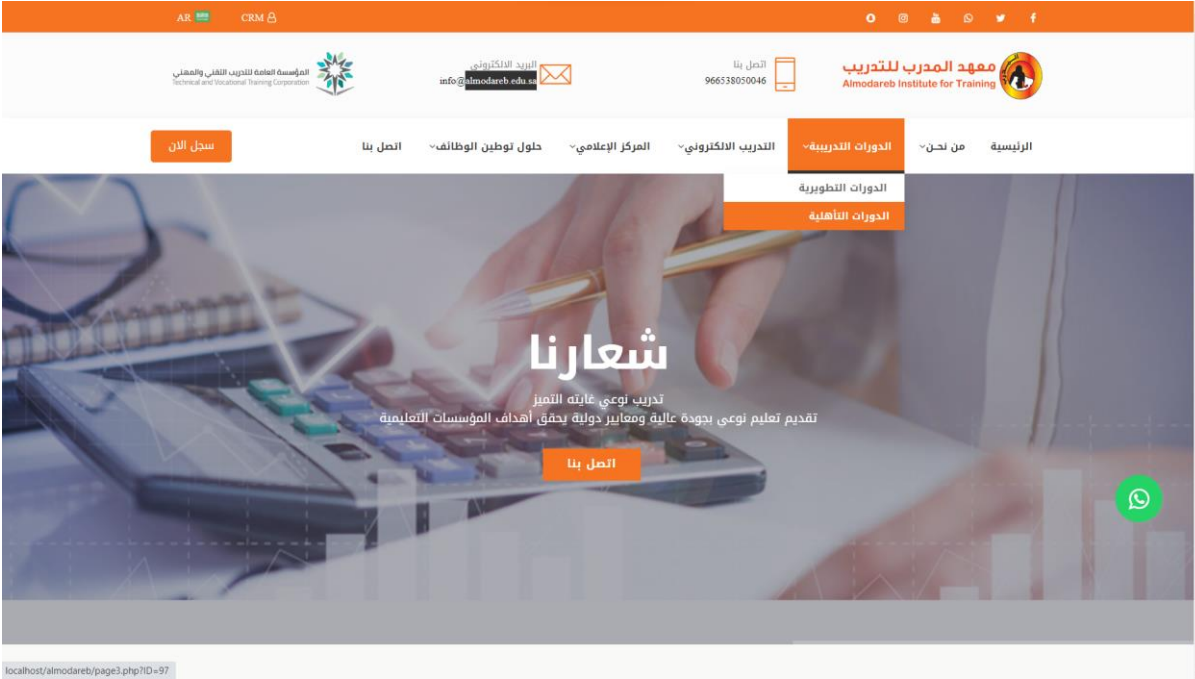 CRM
AR
معهد المدرب للتدريب
Almodareb Institute for Training
اتصل بنا
966538050046
البريد الالكتروني
info@almodareb.edu.sa
المؤسسة العامة للتدريب التقني والمهني
Technical and Vocational Training Corporation
الرئيسية
من نحـن
الدورات التدريبية
التدريب الالكتروني
المركز الإعلامي
حلول توطين الوظائف
اتصل بنا
سجل الان
الدورات التطويرية
الدورات التأهلية
شعارنا
تدريب نوعي غايته التميز
تقديم تعليم نوعي بجودة عالية ومعايير دولية يحقق أهداف المؤسسات التعليمية
اتصل بنا
localhost/almodareb/page3.php?ID=97